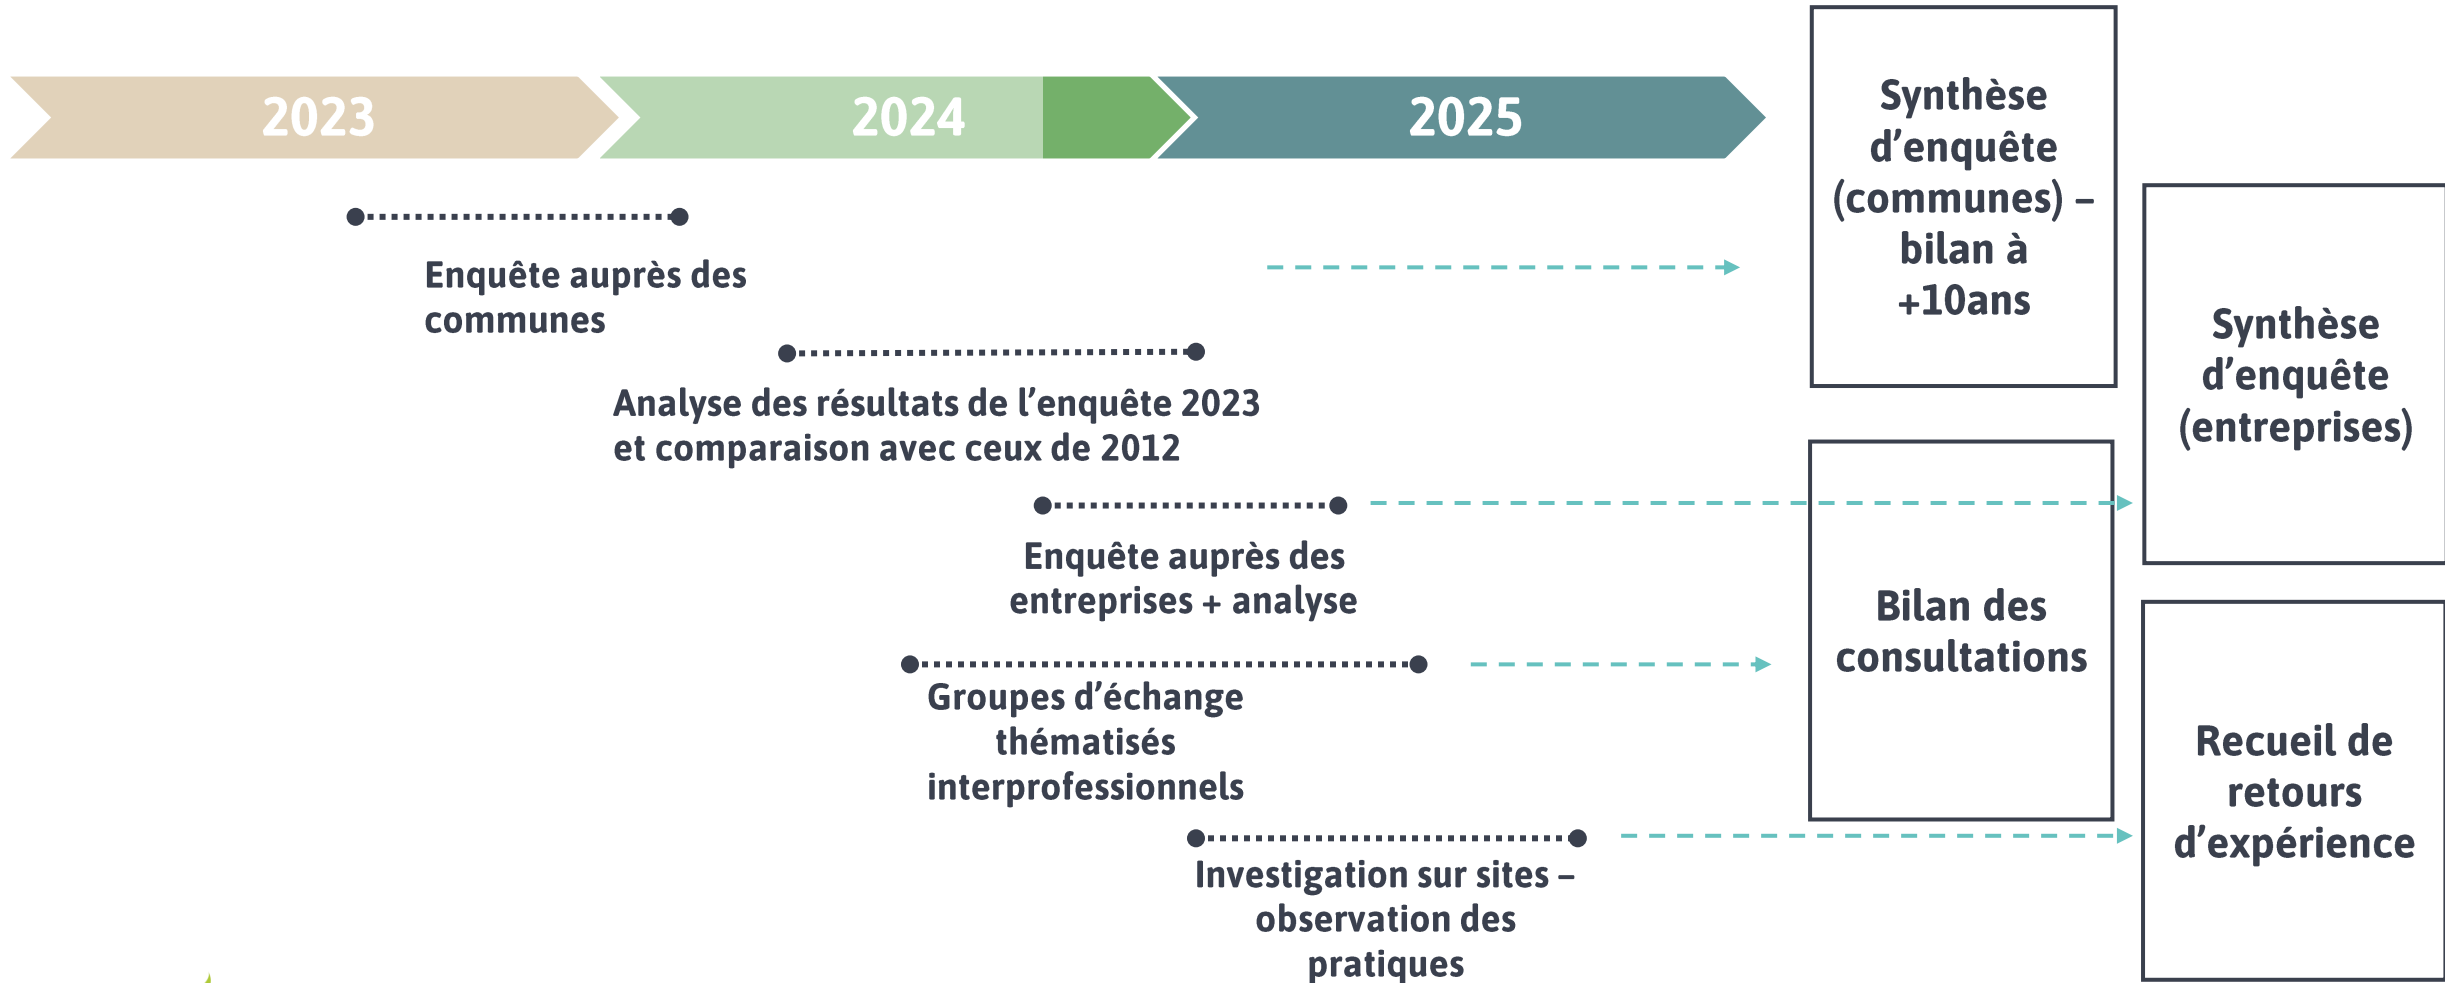 2023
2024
2025
Enquête auprès des
communes
Analyse des résultats de l’enquête 2023
et comparaison avec ceux de 2012
Enquête auprès des
entreprises + analyse
Groupes d’échange
thématisés
interprofessionnels
Investigation sur sites –
observation des
pratiques
Synthèse
d’enquête
(communes) –
bilan à
+10ans
Synthèse
d’enquête
(entreprises)
Bilan des
consultations
Recueil de
retours
d’expérience